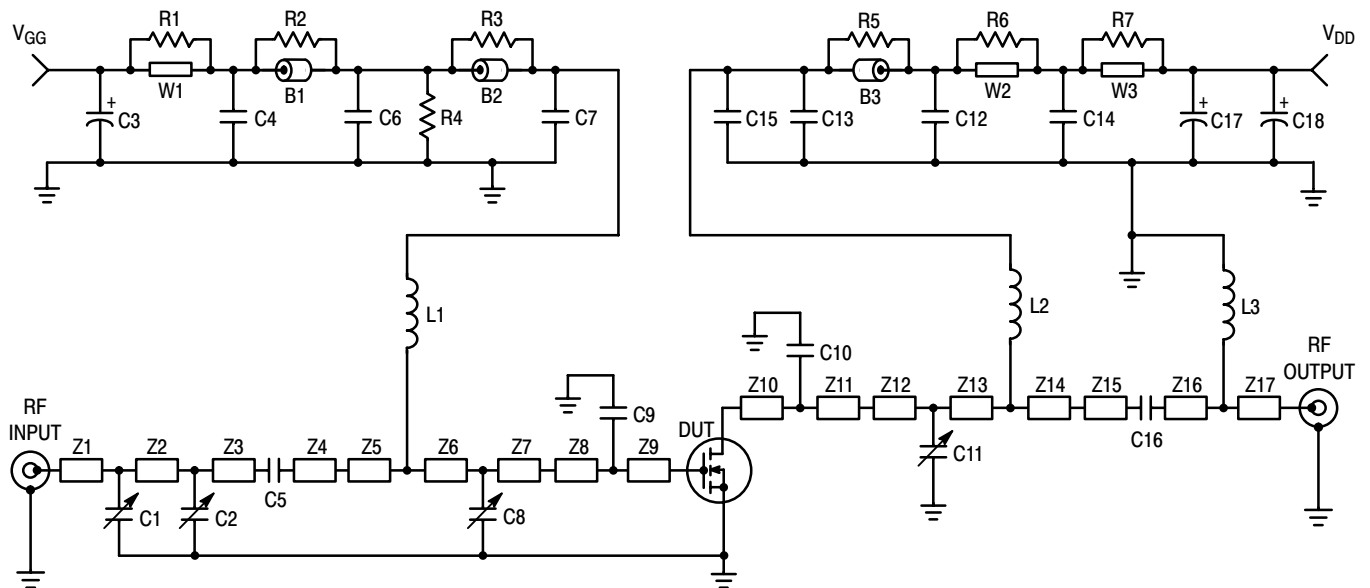 R1 R2 R3 R5 R6 R7
VGG VDD
W1 B1 B2 B3 W2 W3
+ + +
C3 C4 C6 R4 C7 C15 C13 C12 C14 C17 C18
L1 L2 L3
C10
RF
OUTPUT
Z10 Z11 Z12 Z13 Z14 Z15 Z16 Z17
C9
RF
INPUT
DUT
C11 C16
Z1 Z2 Z3 Z4 Z5 Z6 Z7 Z8 Z9
C5
C1 C2 C8